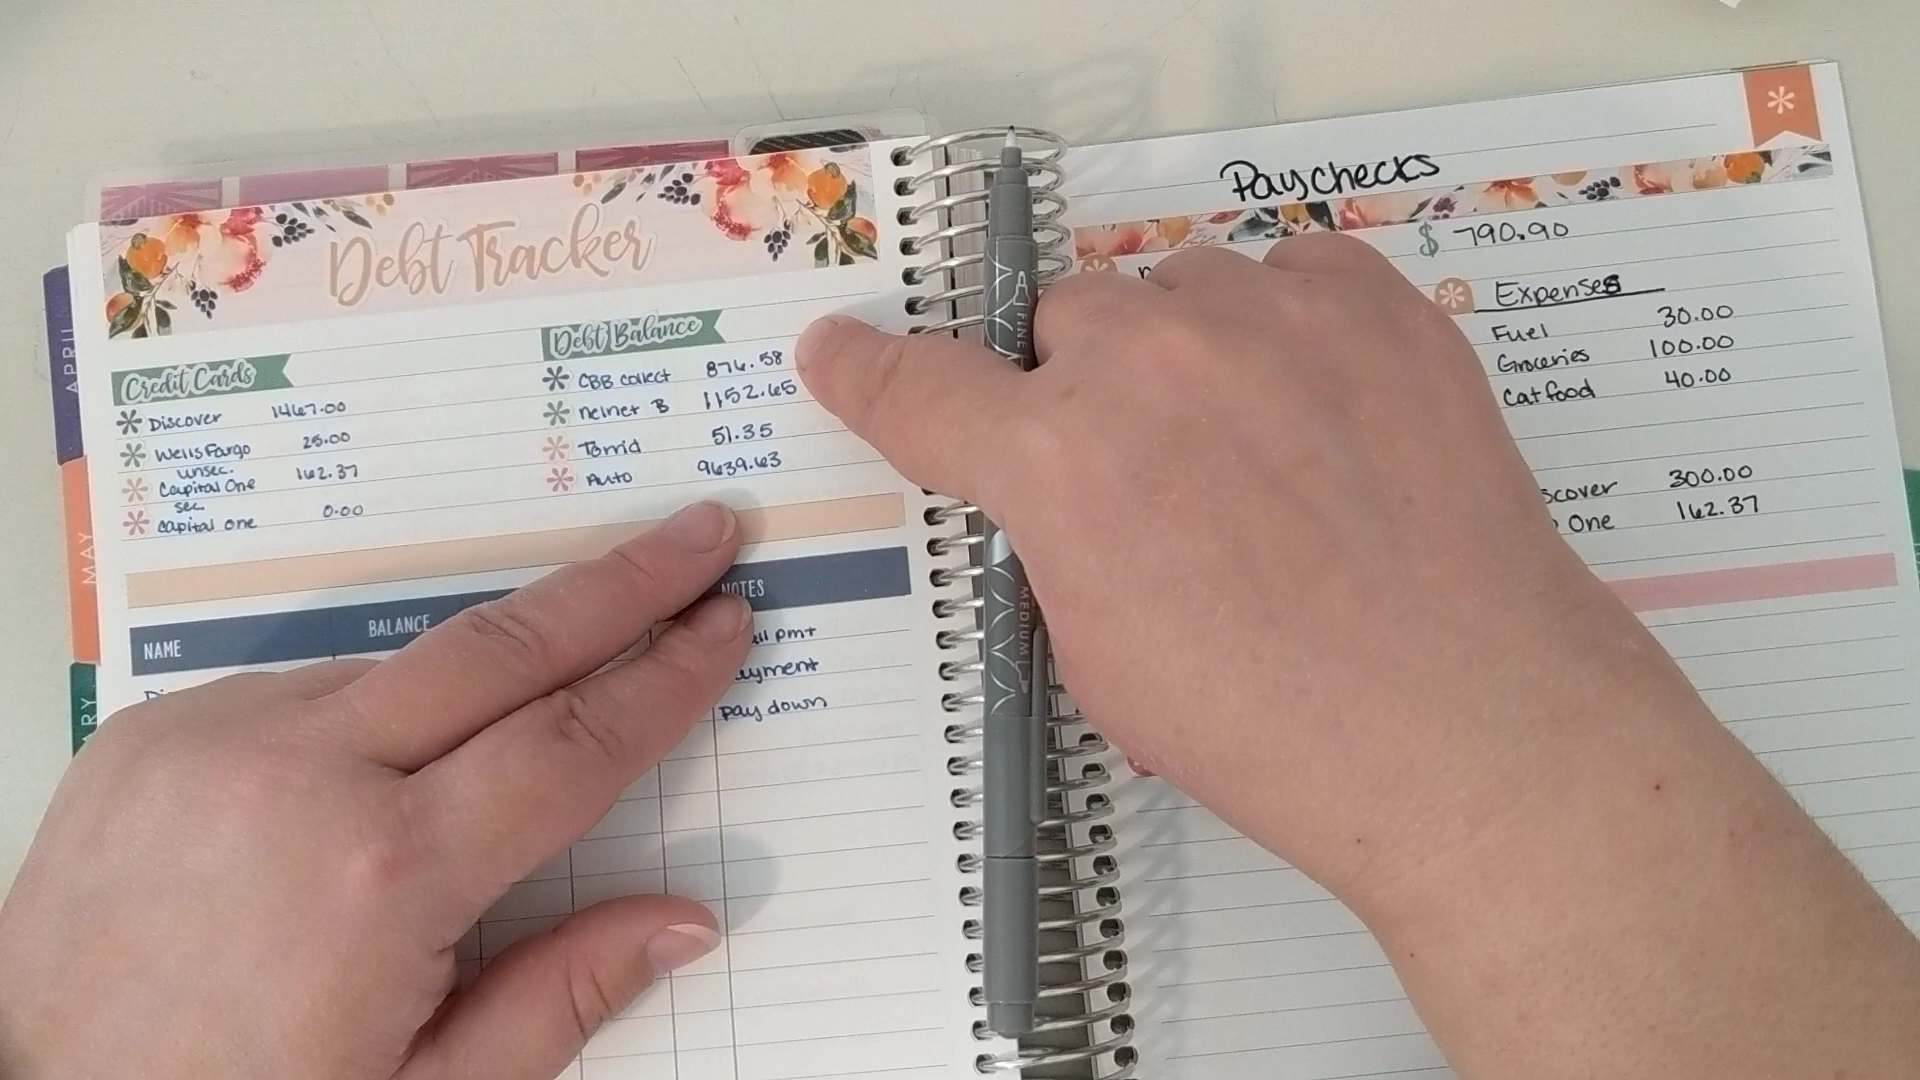 Debt Tracker
Credit Cards
Discover 1467.00
Wells Fargo 25.00
unsec.
Capital One 162.37
sec.
Capital one 0.00
Debt Balance
CBB collect 876.58
nelnet B 1152.65
Torrid 51.35
Auto 9639.63
NAME BALANCE NOTES
pmt
pay down
APRIL
MAY
FINE
MEDIUM
Paychecks
$ 790.90
Expenses
Fuel 30.00
Groceries 100.00
Cat food 40.00
scover 300.00
One 162.37